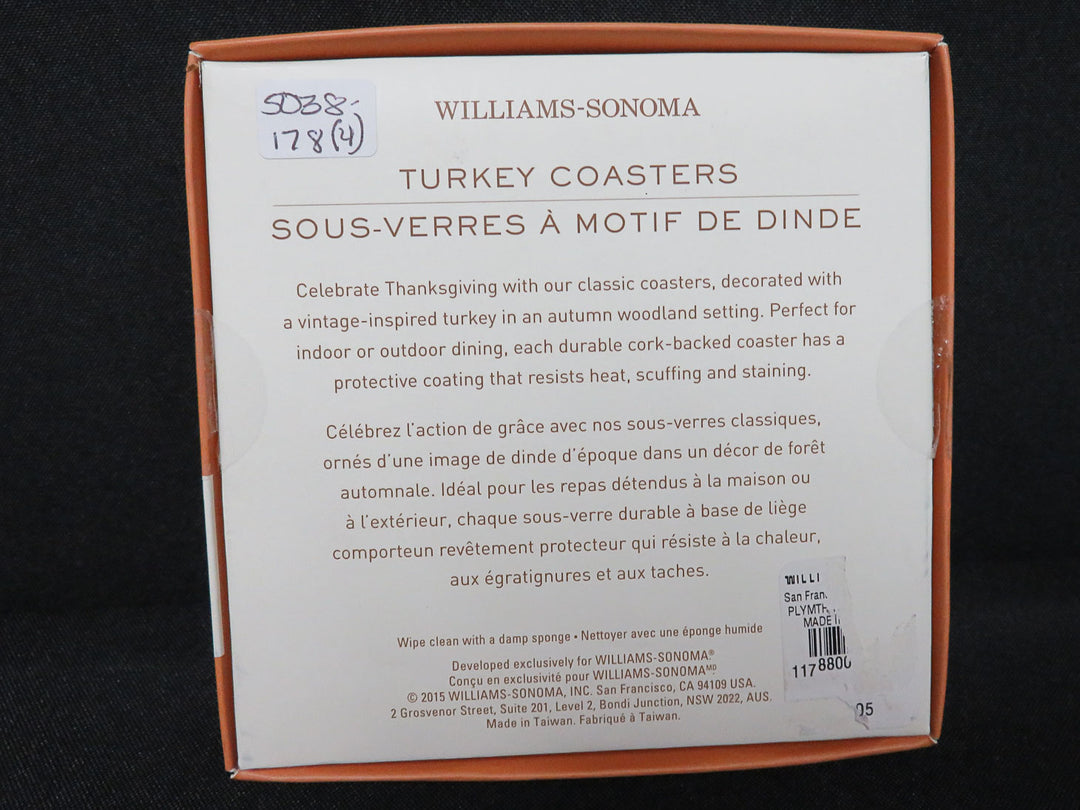 5D38-
178(4)
WILLIAMS-SONOMA
TURKEY COASTERS
SOUS-VERRES À MOTIF DE DINDE
Celebrate Thanksgiving with our classic coasters, decorated with
a vintage-inspired turkey in an autumn woodland setting. Perfect for
indoor or outdoor dining, each durable cork-backed coaster has a
protective coating that resists heat, scuffing and staining.
Célébrez l'action de grâce avec nos sous-verres classiques,
ornés d'une image de dinde d'époque dans un décor de forêt
automnale. Idéal pour les repas détendus à la maison ou
à l'extérieur, chaque sous-verre durable à base de liège
comporteun revêtement protecteur qui résiste à la chaleur,
aux égratignures et aux taches.
Wipe clean with a damp sponge • Nettoyer avec une éponge humide
Developed exclusively for WILLIAMS-SONOMA®
Conçu en exclusivité pour WILLIAMS-SONOMAMD
© 2015 WILLIAMS-SONOMA, INC. San Francisco, CA 94109 USA.
2 Grosvenor Street, Suite 201, Level 2, Bondi Junction, NSW 2022, AUS.
Made in Taiwan. Fabriqué à Taiwan.
WILLI
San Fran
PLYMTH
MADE I
1178800
05